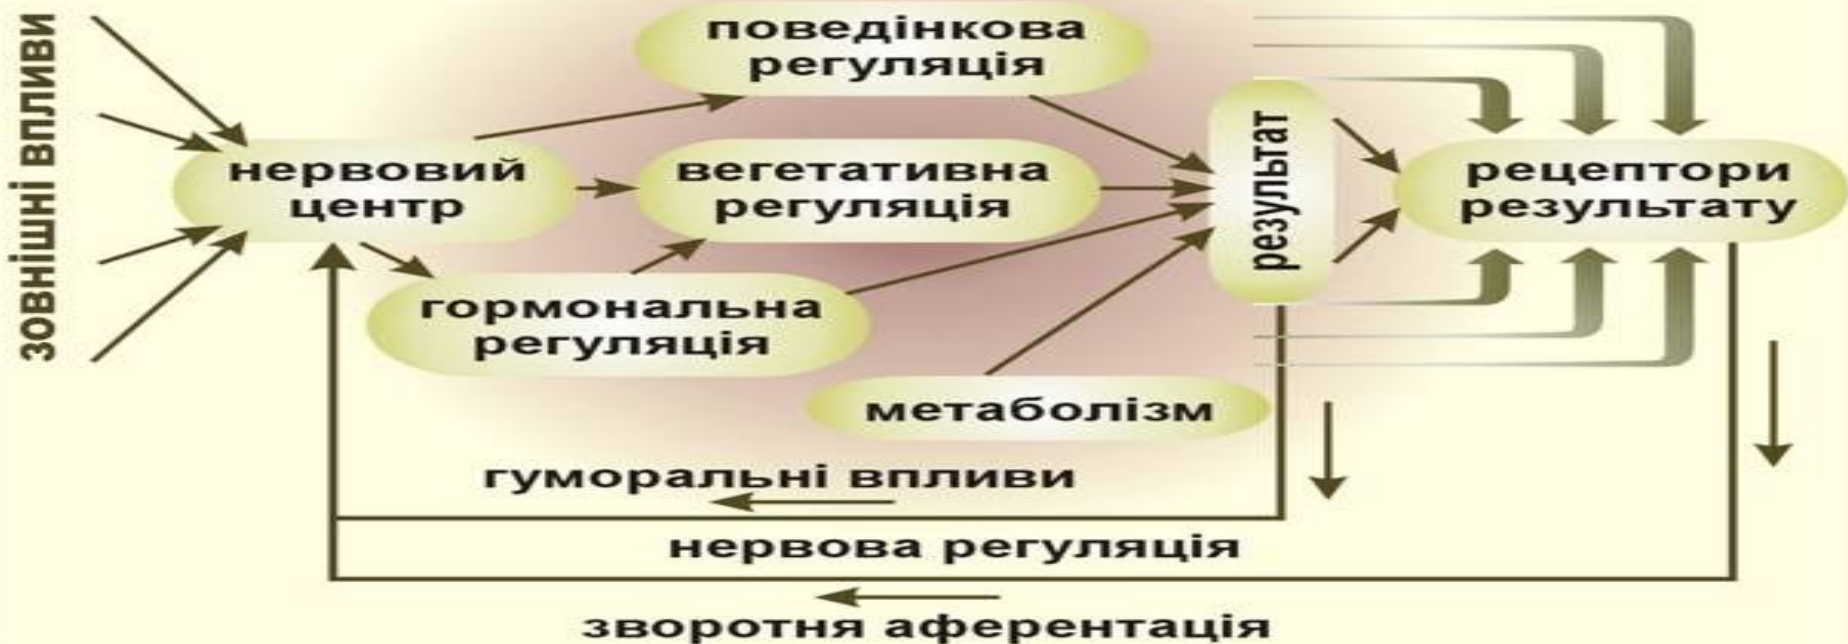 зовнішні впливи
поведінкова
регуляція
нервовий
центр
вегетативна
регуляція
результат
рецептори
результату
гормональна
регуляція
метаболізм
гуморальні впливи
нервова регуляція
зворотня аферентація